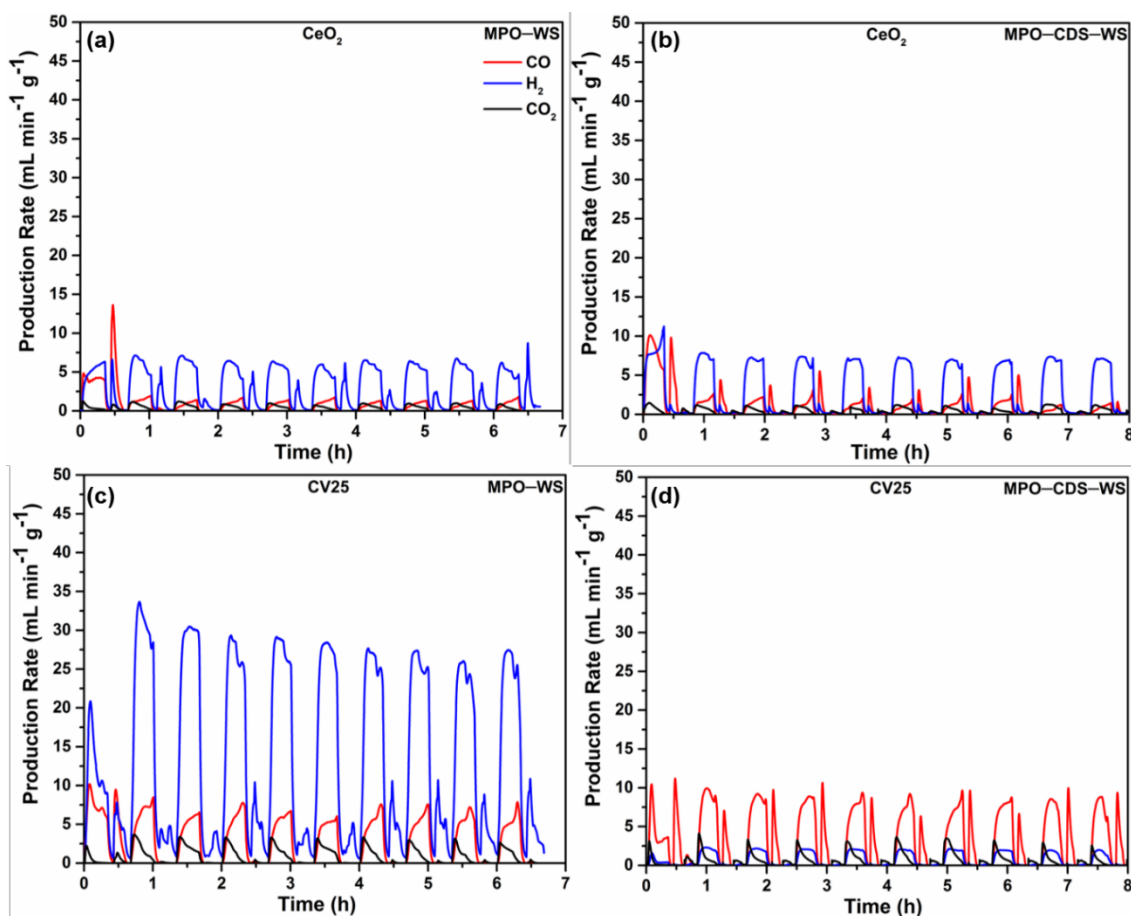 (a) CeO₂ MPO–WS
CO
H₂
CO₂
Production Rate (mL min⁻¹ g⁻¹)
50
45
40
35
30
25
20
15
10
5
0
0 1 2 3 4 5 6 7
Time (h)
(b) CeO₂ MPO–CDS–WS
Production Rate (mL min⁻¹ g⁻¹)
50
45
40
35
30
25
20
15
10
5
0
0 1 2 3 4 5 6 7 8
Time (h)
(c) CV25 MPO–WS
Production Rate (mL min⁻¹ g⁻¹)
50
45
40
35
30
25
20
15
10
5
0
0 1 2 3 4 5 6 7
Time (h)
(d) CV25 MPO–CDS–WS
Production Rate (mL min⁻¹ g⁻¹)
50
45
40
35
30
25
20
15
10
5
0
0 1 2 3 4 5 6 7 8
Time (h)